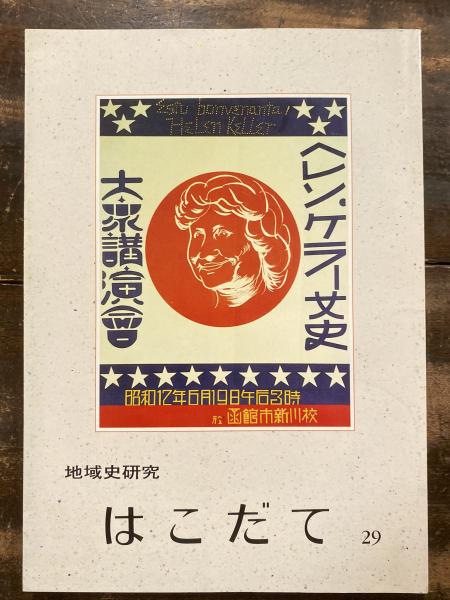 Estu bonvenanta!
Helen Keller
ヘレン・ケラー女史
大衆講演會
昭和12年6月19日午后3時
於 函館市新川校
地域史研究
はこだて 29